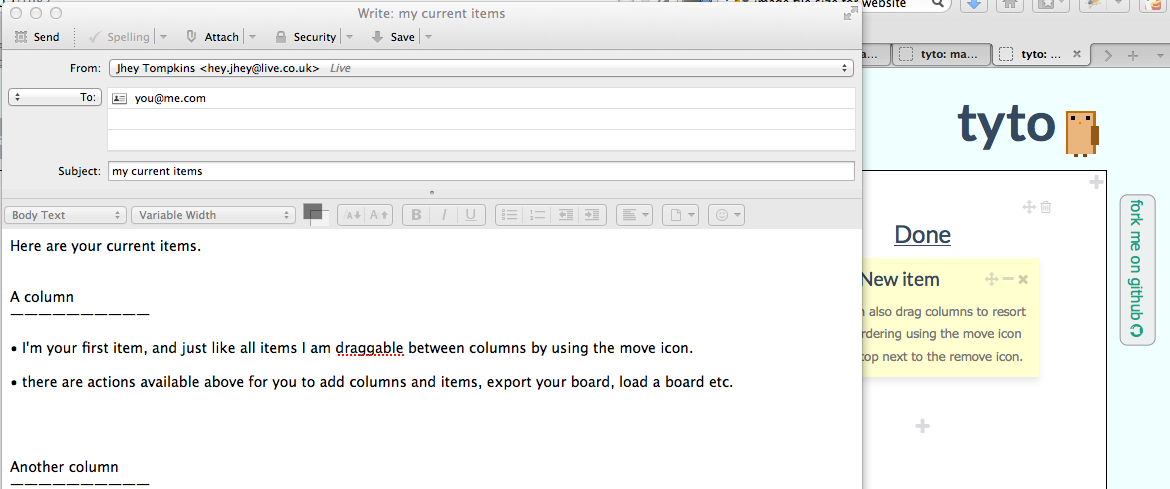 Write: my current items
Send
Spelling
Attach
Security
Save
From:
Jhey Tompkins <hey.jhey@live.co.uk> Live
To:
you@me.com
Subject:
my current items
Body Text
Variable Width
A
A
B
I
U
Here are your current items.
A column
——————————
• I'm your first item, and just like all items I am draggable between columns by using the move icon.
• there are actions available above for you to add columns and items, export your board, load a board etc.
Another column
——————————
image file size for website
a...
tyto: ma...
tyto: ...
tyto
fork me on github
Done
New item
also drag columns to resort
rdering using the move icon
top next to the remove icon.